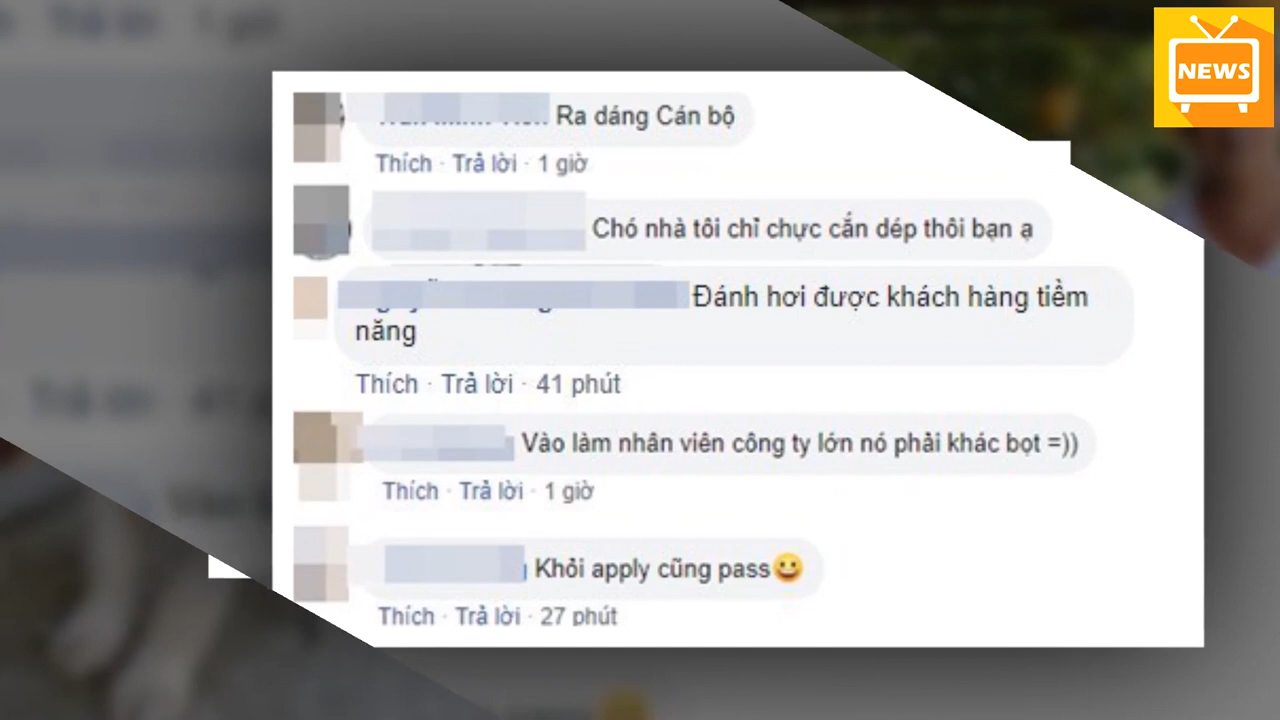 NEWS
Ra dáng Cán bộ
Thích · Trả lời · 1 giờ
Chó nhà tôi chỉ chực cắn dép thôi bạn ạ
Đánh hơi được khách hàng tiềm
năng
Thích · Trả lời · 41 phút
Vào làm nhân viên công ty lớn nó phải khác bọt =))
Thích · Trả lời · 1 giờ
Khỏi apply cũng pass😀
Thích · Trả lời · 27 phút